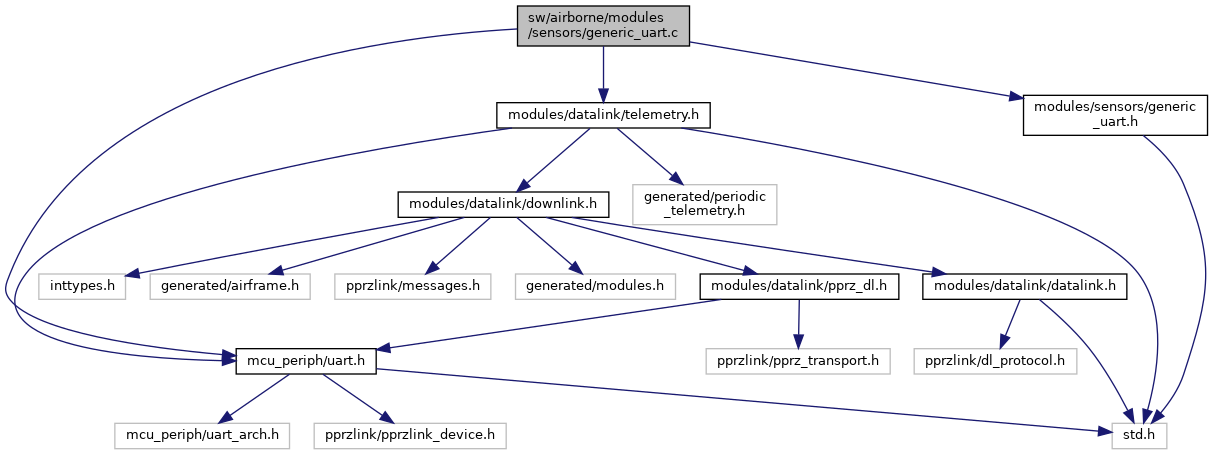 sw/airborne/modules
/sensors/generic_uart.c
modules/datalink/telemetry.h
modules/sensors/generic
_uart.h
modules/datalink/downlink.h
generated/periodic
_telemetry.h
inttypes.h
generated/airframe.h
pprzlink/messages.h
generated/modules.h
modules/datalink/pprz_dl.h
modules/datalink/datalink.h
mcu_periph/uart.h
pprzlink/pprz_transport.h
pprzlink/dl_protocol.h
mcu_periph/uart_arch.h
pprzlink/pprzlink_device.h
std.h